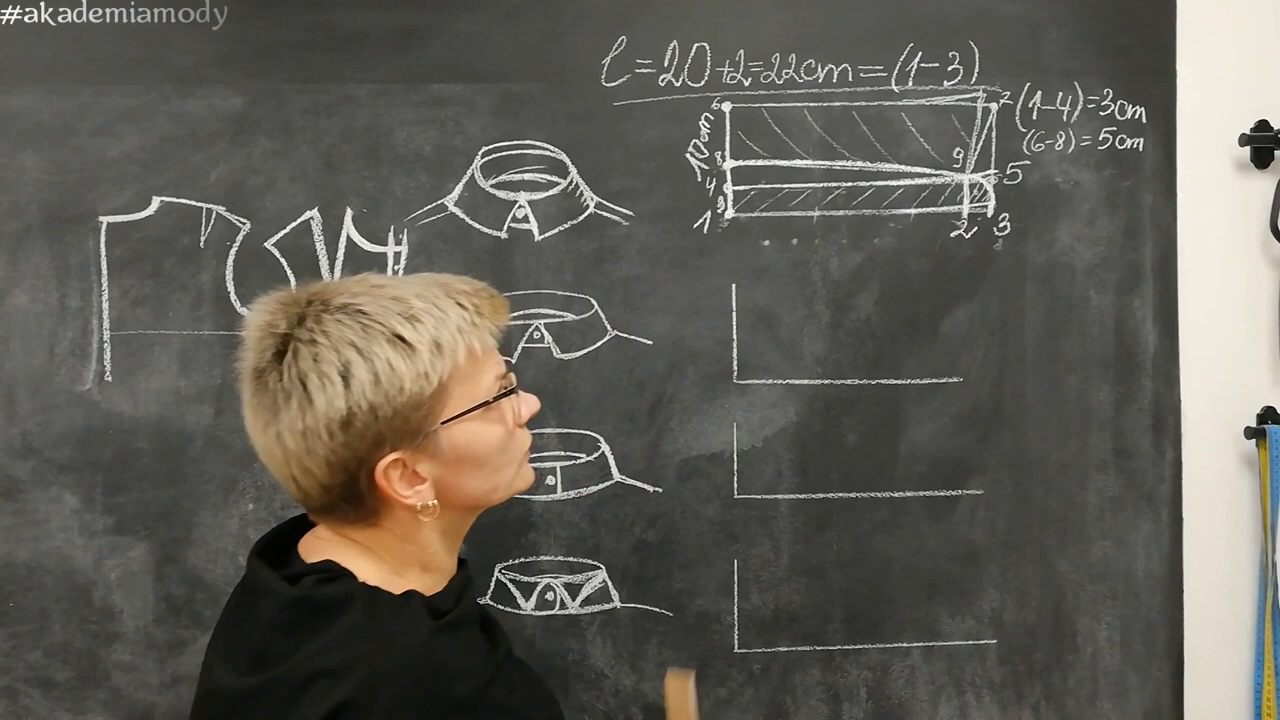 #akademiamody
l=20+2=22cm=(1-3)
(1-4)=3cm
(6-8)=5cm
10cm
6
8
4
3
1
9
5
2
3